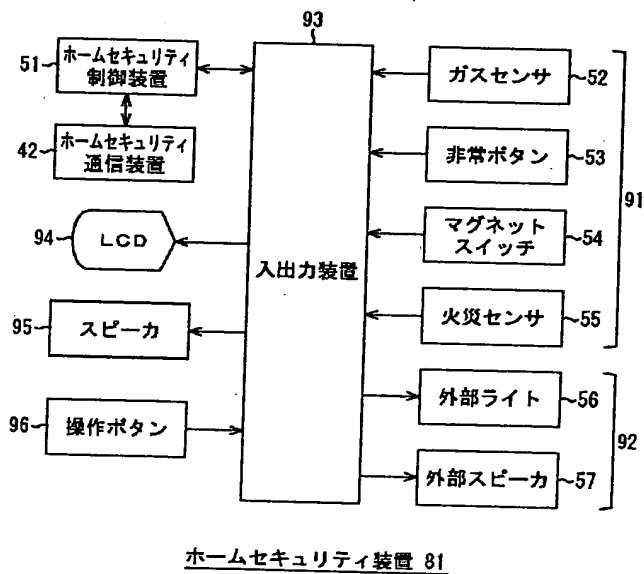 93
51
ホームセキュリティ
制御装置
ガスセンサ
52
42
ホームセキュリティ
通信装置
非常ボタン
53
91
94
LCD
マグネット
スイッチ
54
入出力装置
95
スピーカ
火災センサ
55
外部ライト
56
96
操作ボタン
92
外部スピーカ
57
ホームセキュリティ装置 81